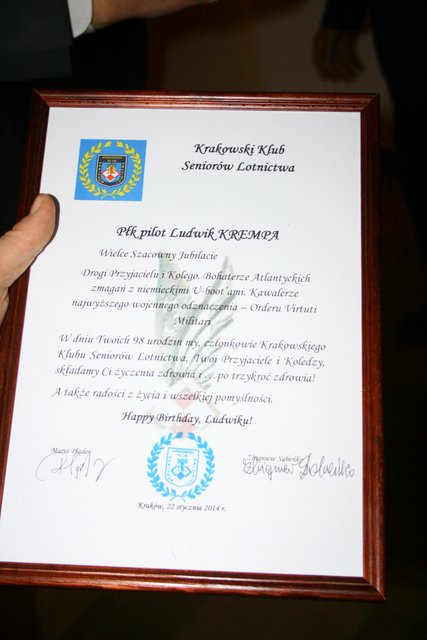 Krakowski Klub
Seniorów Lotnictwa
Płk pilot Ludwik KREMPA
Wielce Szacowny Jubilacie
Drogi Przyjacielu i Kolego. Bohaterze Atlantyckich
zmagań z niemieckimi U-boot'ami. Kawalerze
najwyższego wojennego odznaczenia – Orderu Virtuti
Militari
W dniu Twoich 98 urodzin my, członkowie Krakowskiego
Klubu Seniorów Lotnictwa, Twoi Przyjaciele i Koledzy,
składamy Ci życzenia zdrowia i ... po trzykroć zdrowia!
A także radości z życia i wszelkiej pomyślności.
Happy Birthday, Ludwiku!
Zbigniew
Kraków, 22 stycznia 2014 r.